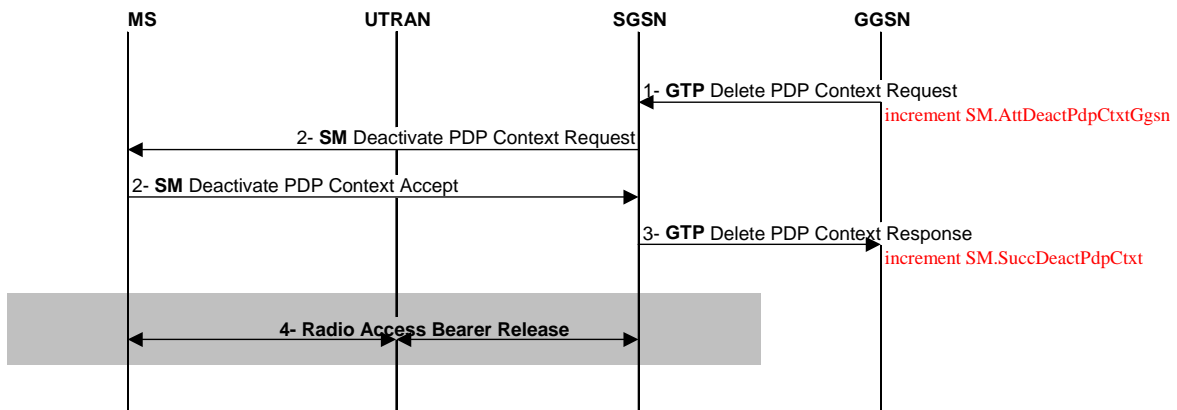 MS UTRAN SGSN GGSN
1- GTP Delete PDP Context Request
increment SM.AttDeactPdpCtxtGgsn
2- SM Deactivate PDP Context Request
2- SM Deactivate PDP Context Accept
3- GTP Delete PDP Context Response
increment SM.SuccDeactPdpCtxt
4- Radio Access Bearer Release